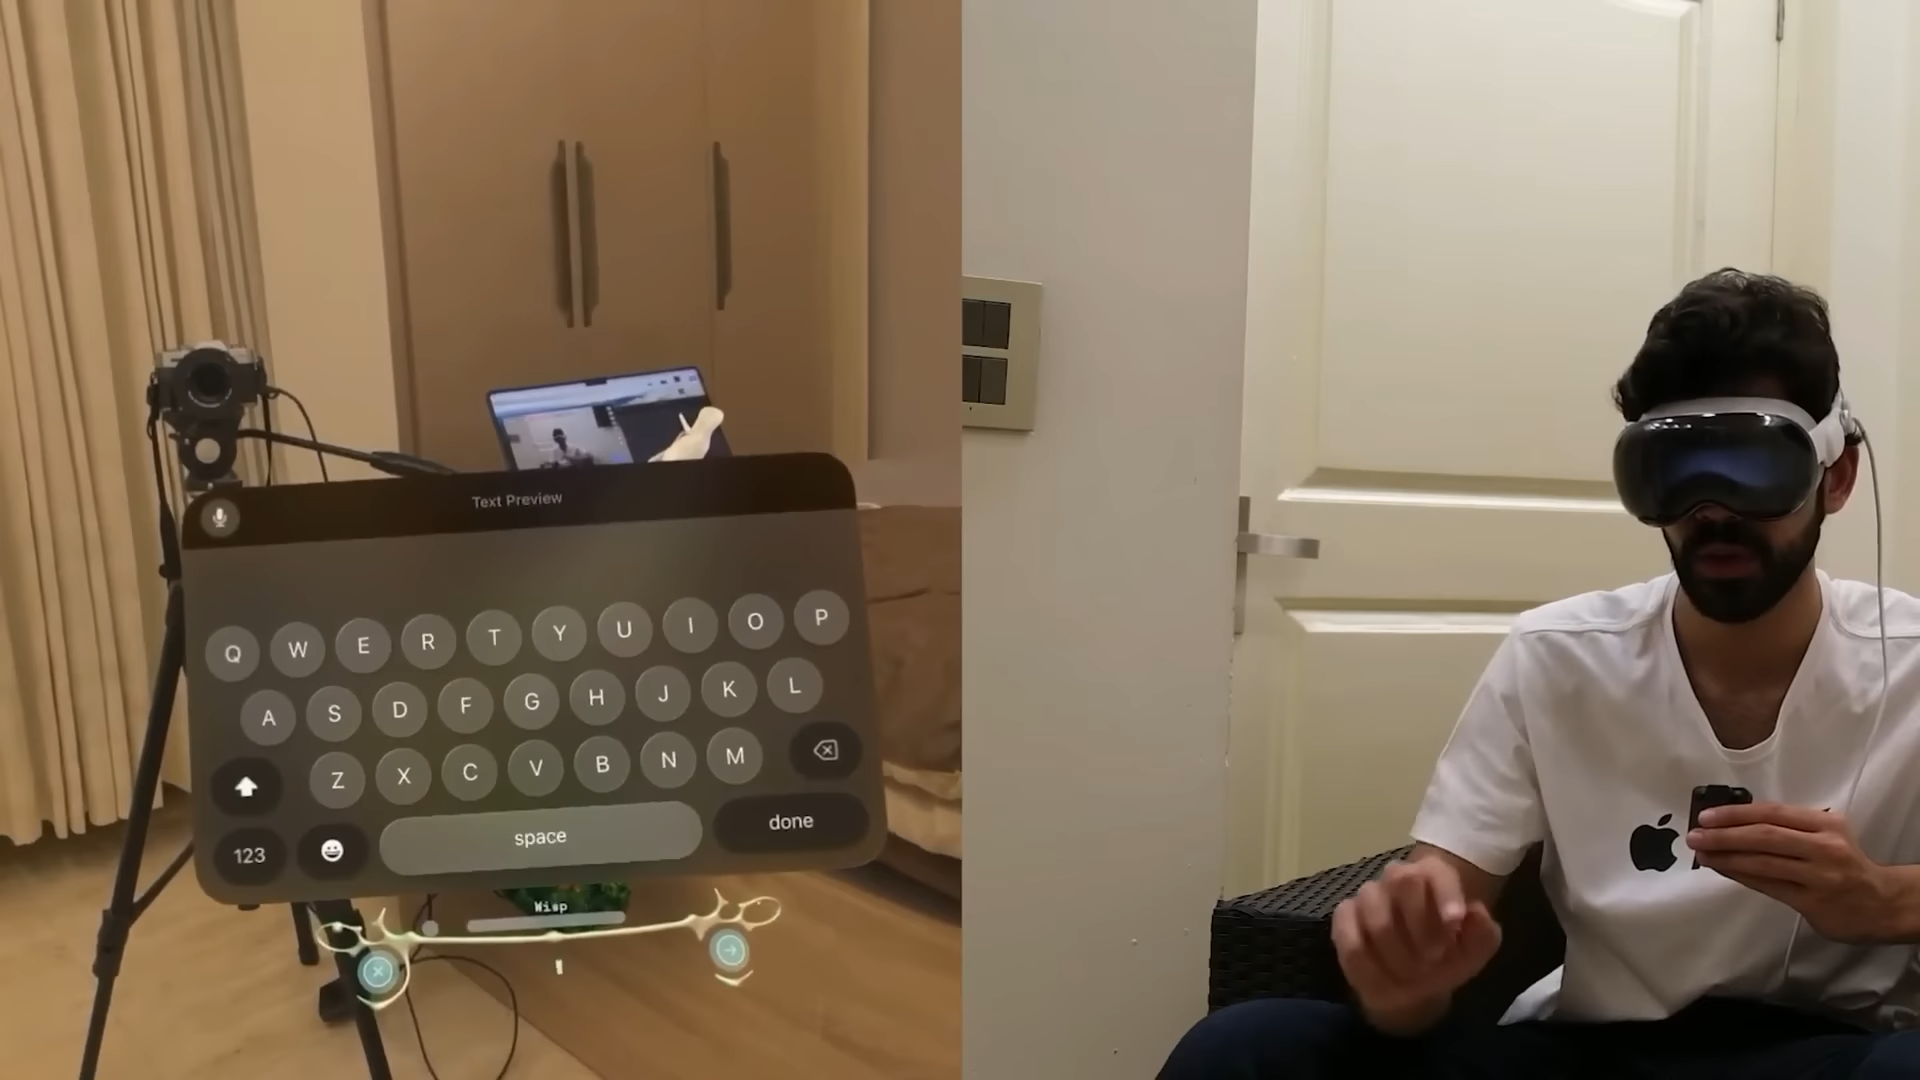 Text Preview
Q W E R T Y U I O P
A S D F G H J K L
Z X C V B N M
123 space done
Wisp